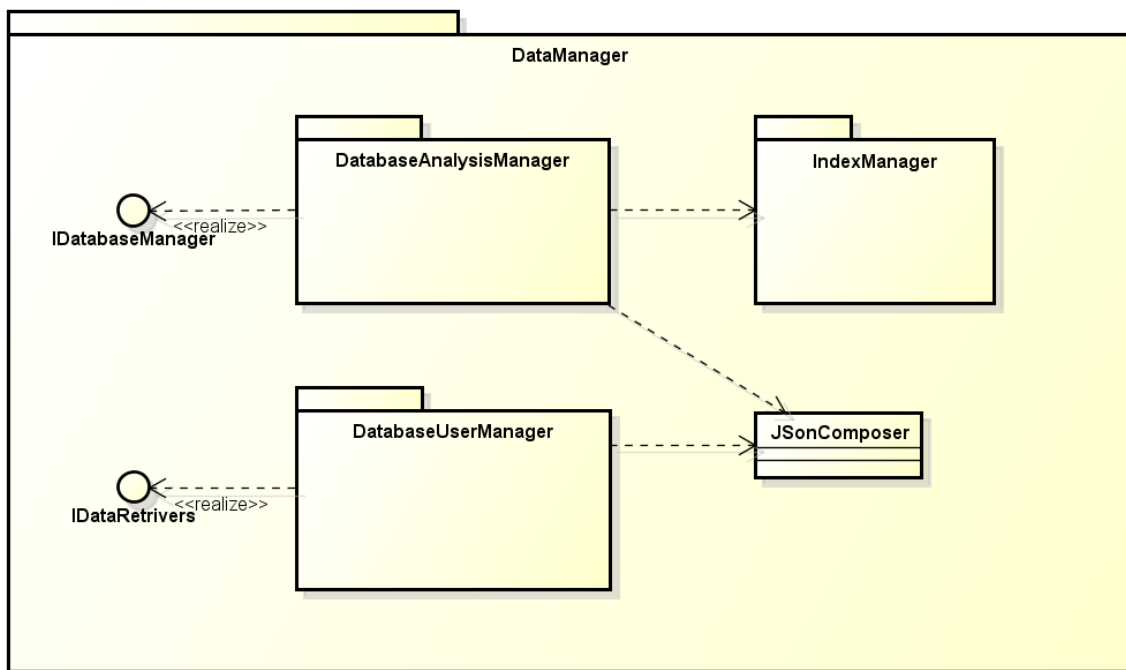 DataManager
DatabaseAnalysisManager
IndexManager
<<realize>>
IDatabaseManager
DatabaseUserManager
JSonComposer
<<realize>>
IDataRetrivers